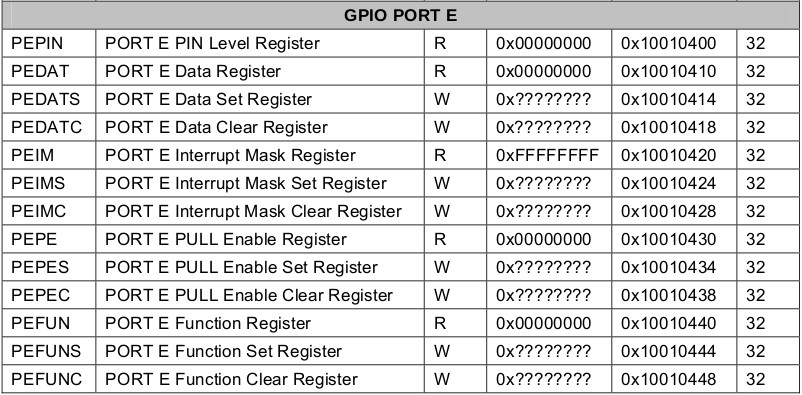 GPIO PORT E
PEPIN PORT E PIN Level Register R 0x00000000 0x10010400 32
PEDAT PORT E Data Register R 0x00000000 0x10010410 32
PEDATS PORT E Data Set Register W 0x???????? 0x10010414 32
PEDATC PORT E Data Clear Register W 0x???????? 0x10010418 32
PEIM PORT E Interrupt Mask Register R 0xFFFFFFFF 0x10010420 32
PEIMS PORT E Interrupt Mask Set Register W 0x???????? 0x10010424 32
PEIMC PORT E Interrupt Mask Clear Register W 0x???????? 0x10010428 32
PEPE PORT E PULL Enable Register R 0x00000000 0x10010430 32
PEPES PORT E PULL Enable Set Register W 0x???????? 0x10010434 32
PEPEC PORT E PULL Enable Clear Register W 0x???????? 0x10010438 32
PEFUN PORT E Function Register R 0x00000000 0x10010440 32
PEFUNS PORT E Function Set Register W 0x???????? 0x10010444 32
PEFUNC PORT E Function Clear Register W 0x???????? 0x10010448 32